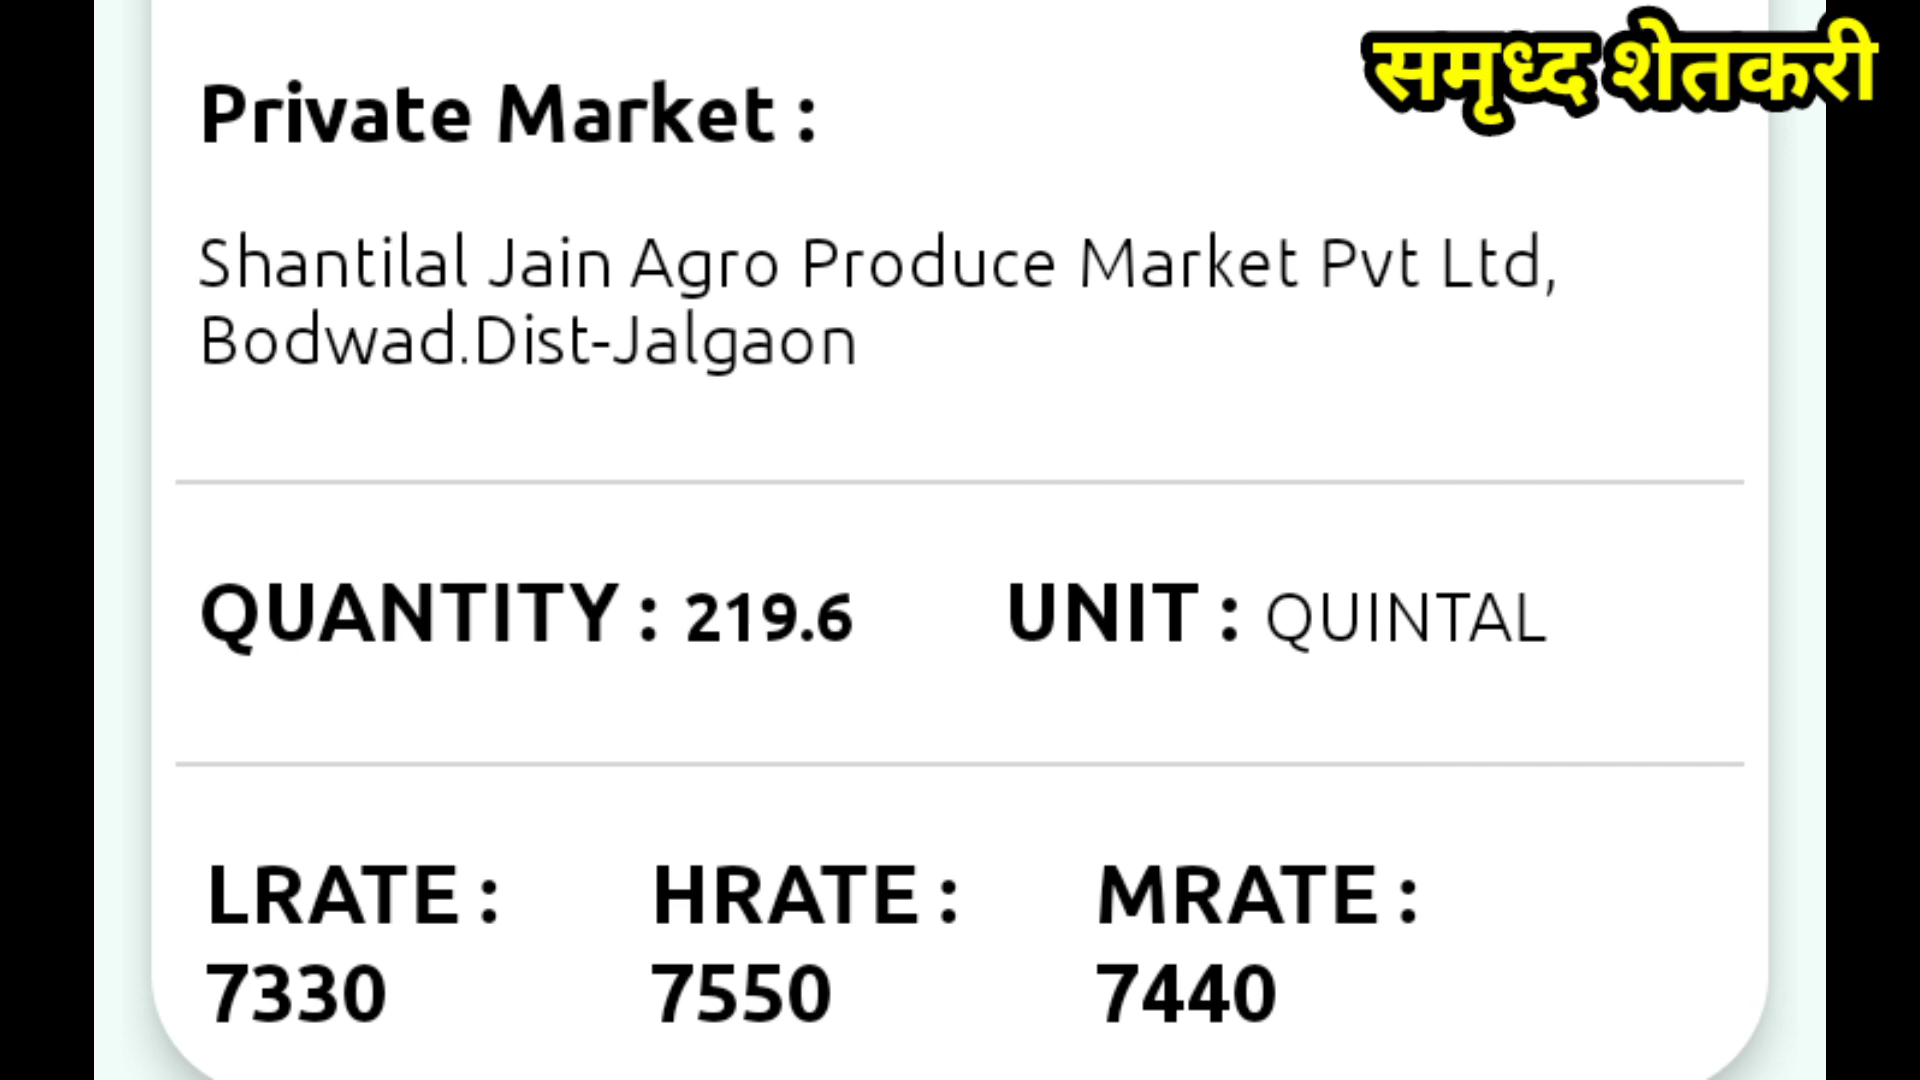 समृध्द शेतकरी
Private Market :
Shantilal Jain Agro Produce Market Pvt Ltd,
Bodwad.Dist-Jalgaon
QUANTITY : 219.6 UNIT : QUINTAL
LRATE : HRATE : MRATE :
7330 7550 7440